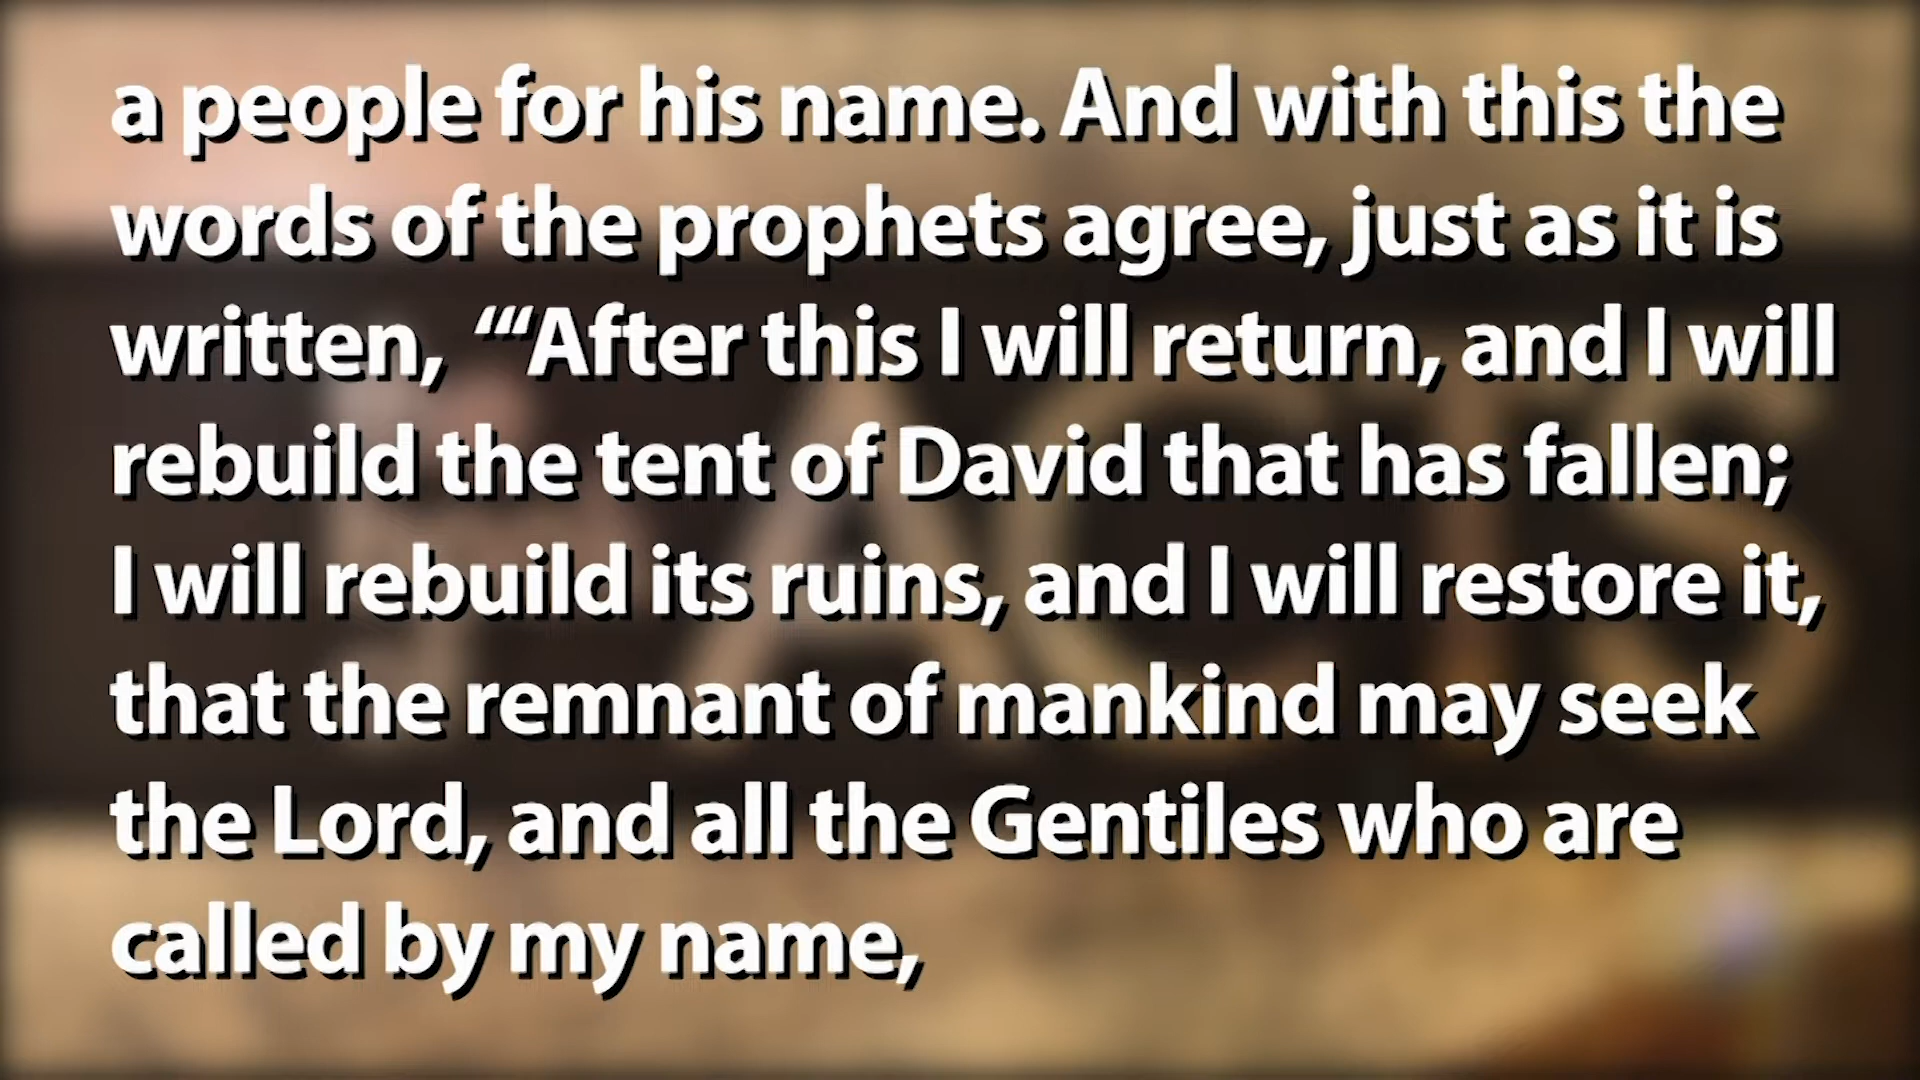 a people for his name. And with this the
words of the prophets agree, just as it is
written, “‘After this I will return, and I will
rebuild the tent of David that has fallen;
I will rebuild its ruins, and I will restore it,
that the remnant of mankind may seek
the Lord, and all the Gentiles who are
called by my name,
ACTS